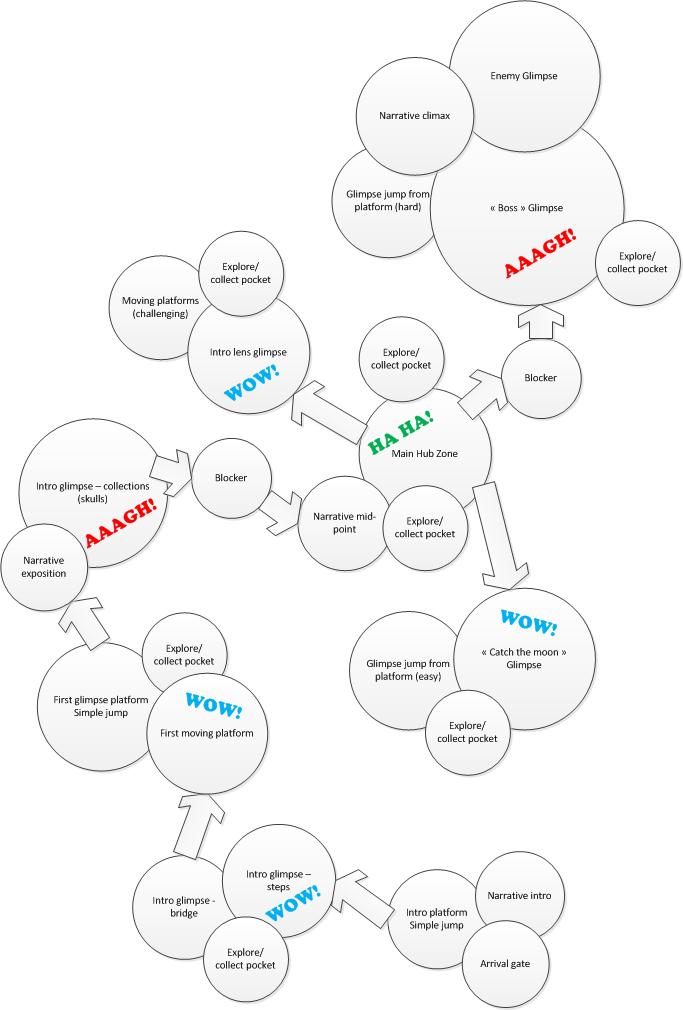 Enemy Glimpse
Narrative climax
Glimpse jump from
platform (hard)
« Boss » Glimpse
AAAGH!
Explore/
collect pocket
Explore/
collect pocket
Moving platforms
(challenging)
Intro lens glimpse
WOW!
Explore/
collect pocket
Blocker
HA HA!
Main Hub Zone
Intro glimpse – collections
(skulls)
AAAGH!
Blocker
Narrative mid-
point
Explore/
collect pocket
Narrative
exposition
WOW!
« Catch the moon »
Glimpse
Glimpse jump from
platform (easy)
Explore/
collect pocket
Explore/
collect pocket
First glimpse platform
Simple jump
WOW!
First moving platform
Intro glimpse –
steps
WOW!
Intro glimpse -
bridge
Explore/
collect pocket
Narrative intro
Intro platform
Simple jump
Arrival gate